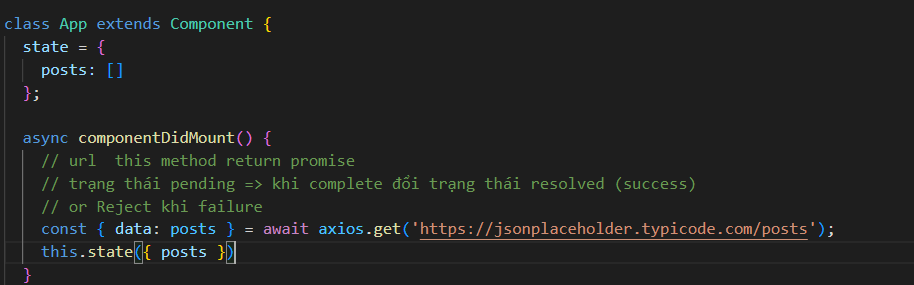 class App extends Component {
state = {
posts: []
};
async componentDidMount() {
// url  this method return promise
// trạng thái pending => khi complete đổi trạng thái resolved (success)
// or Reject khi failure
const { data: posts } = await axios.get('https://jsonplaceholder.typicode.com/posts');
this.state({ posts })
}